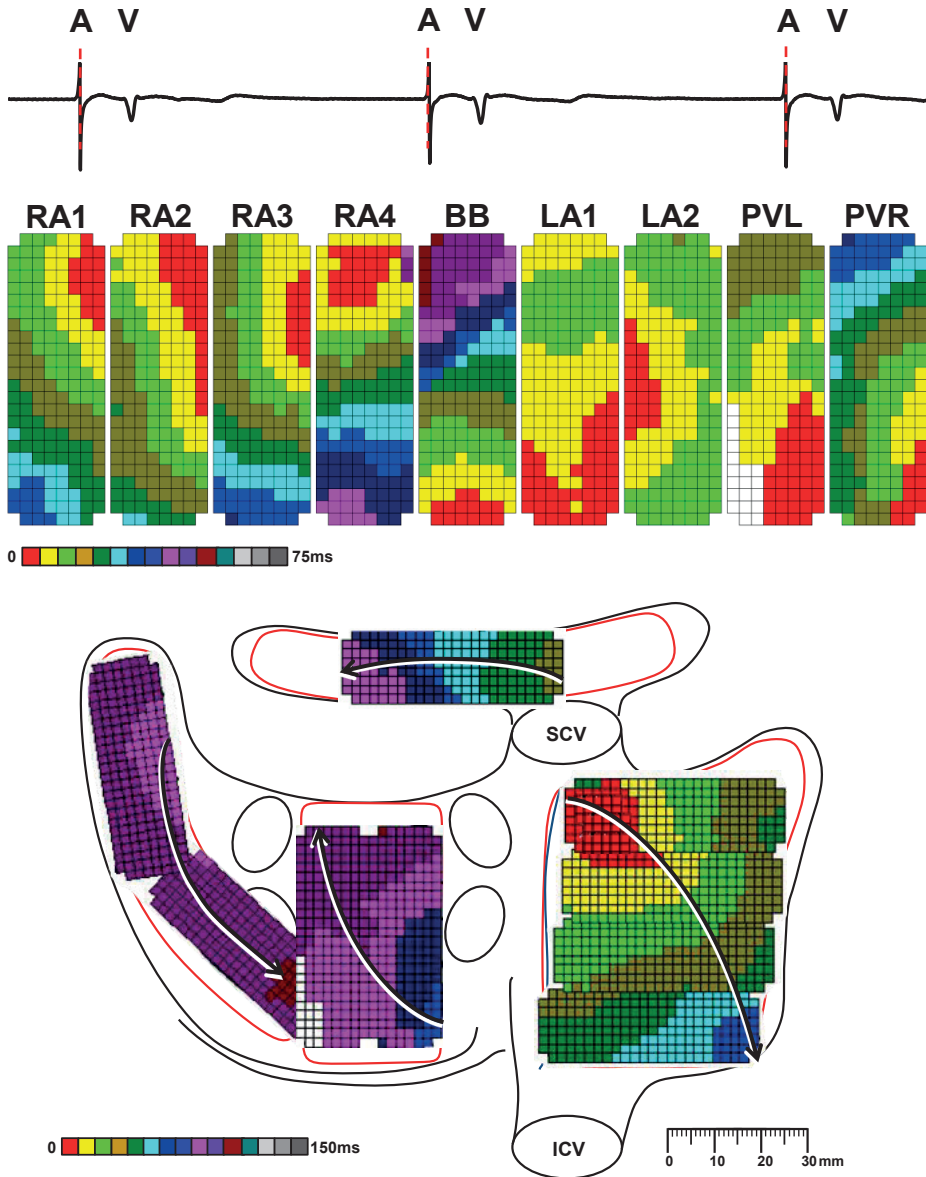 A V A V A V
RA1 RA2 RA3 RA4 BB LA1 LA2 PVL PVR
0 75ms
SCV
ICV
0 150ms
0 10 20 30 mm